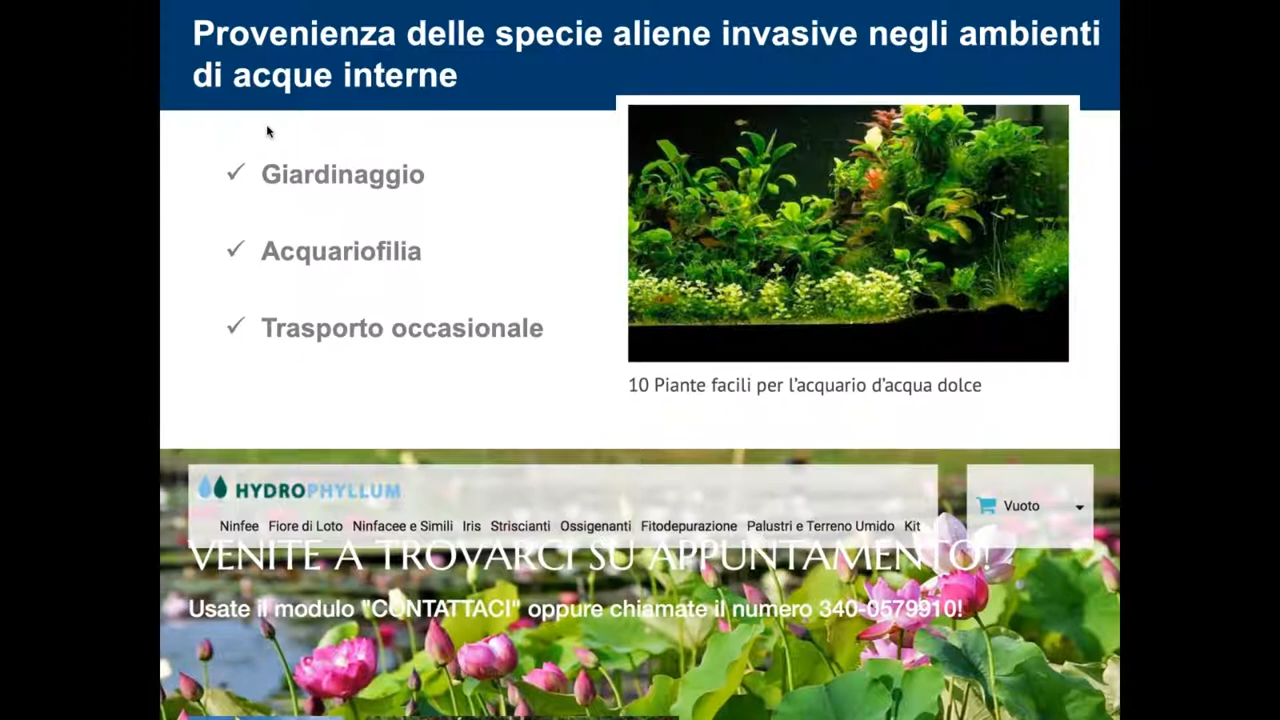 Provenienza delle specie aliene invasive negli ambienti
di acque interne
✓ Giardinaggio
✓ Acquariofilia
✓ Trasporto occasionale
10 Piante facili per l'acquario d'acqua dolce
HYDROPHYLLUM
Vuoto
Ninfee Fiore di Loto Ninfacee e Simili Iris Striscianti Ossigenanti Fitodepurazione Palustri e Terreno Umido Kit
VENITE A TROVARCI SU APPUNTAMENTO!
Usate il modulo "CONTATTACI" oppure chiamate il numero 340-0579910!